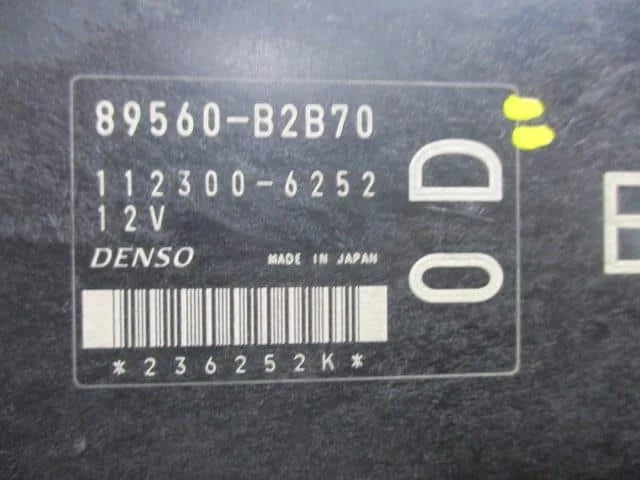 89560-B2B70
112300-6252
12V
DENSO MADE IN JAPAN
*236252K*
0D